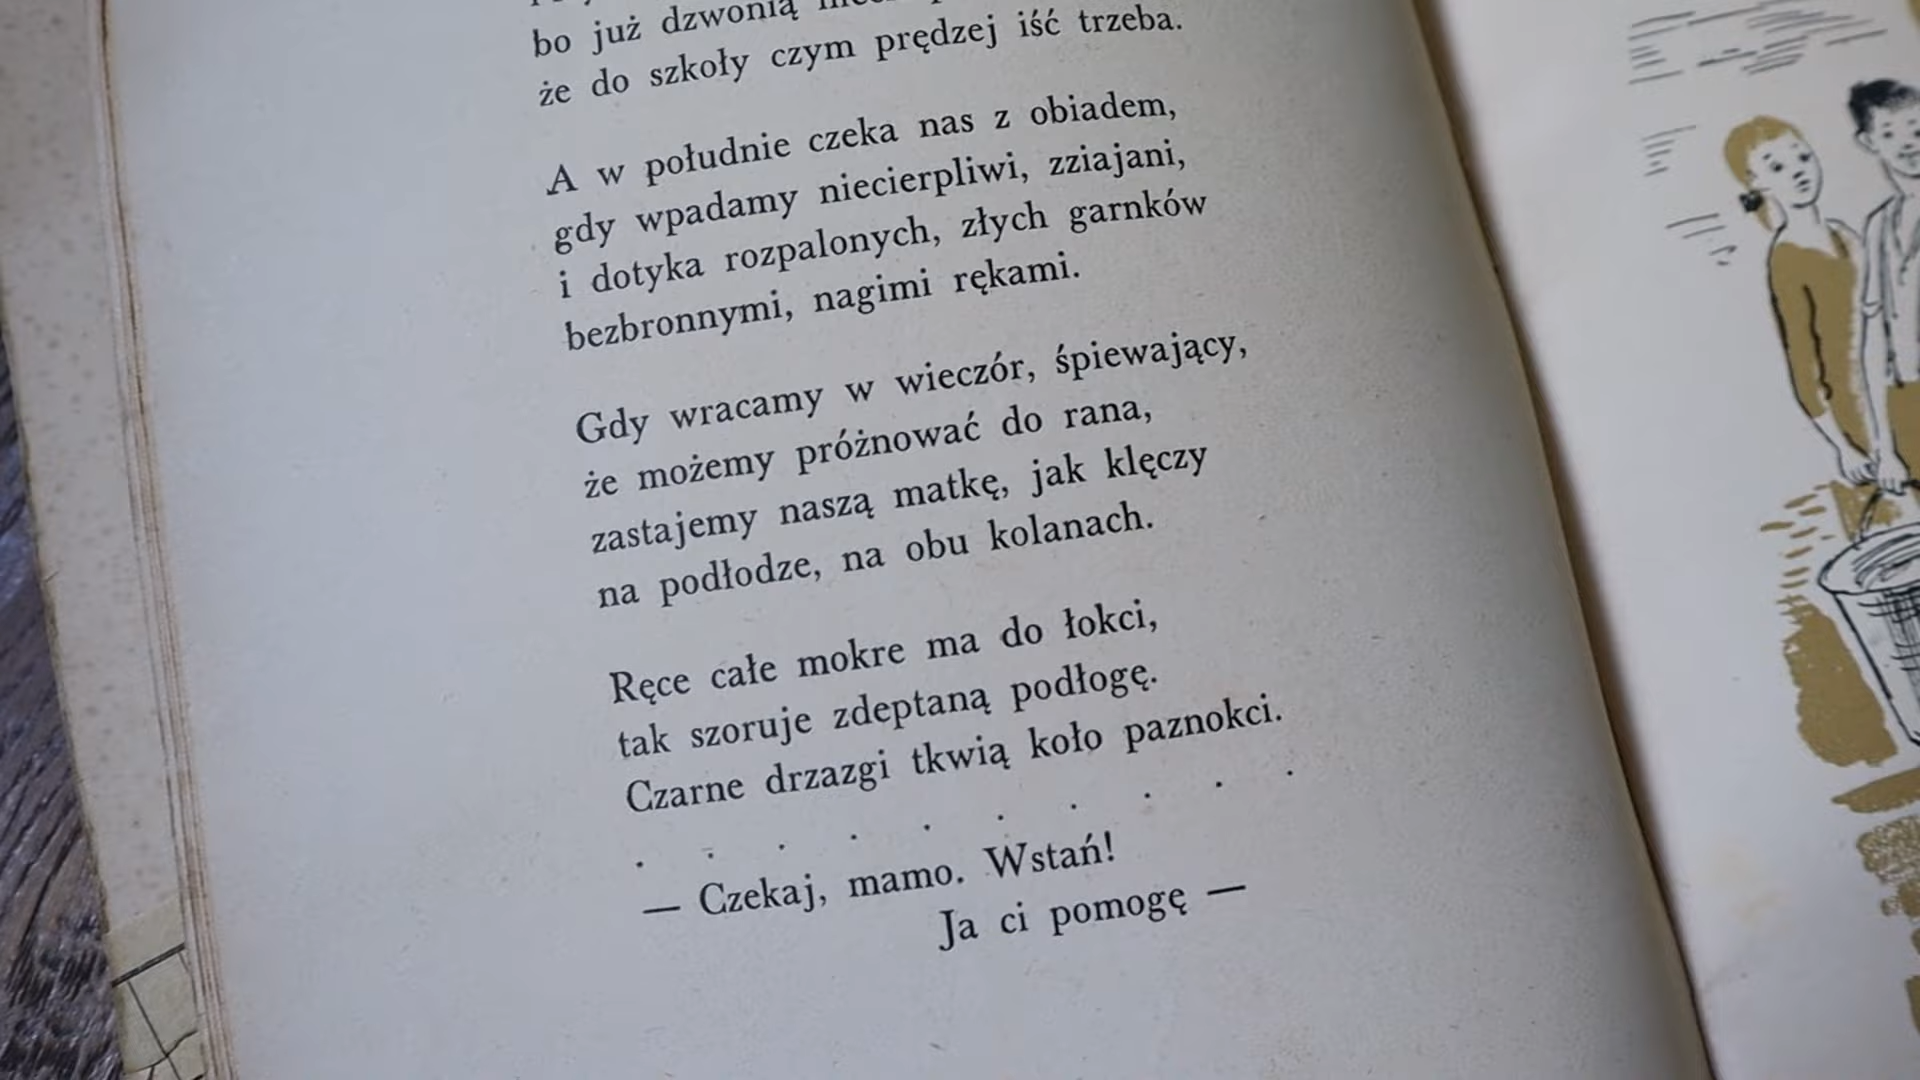 bo już dzwonią
że do szkoły czym prędzej iść trzeba.
A w południe czeka nas z obiadem,
gdy wpadamy niecierpliwi, zziajani,
i dotyka rozpalonych, złych garnków
bezbronnymi, nagimi rękami.
Gdy wracamy w wieczór, śpiewający,
że możemy próżnować do rana,
zastajemy naszą matkę, jak klęczy
na podłodze, na obu kolanach.
Ręce całe mokre ma do łokci,
tak szoruje zdeptaną podłogę.
Czarne drzazgi tkwią koło paznokci.
. . . . . . . . . .
— Czekaj, mamo. Wstań!
Ja ci pomogę —